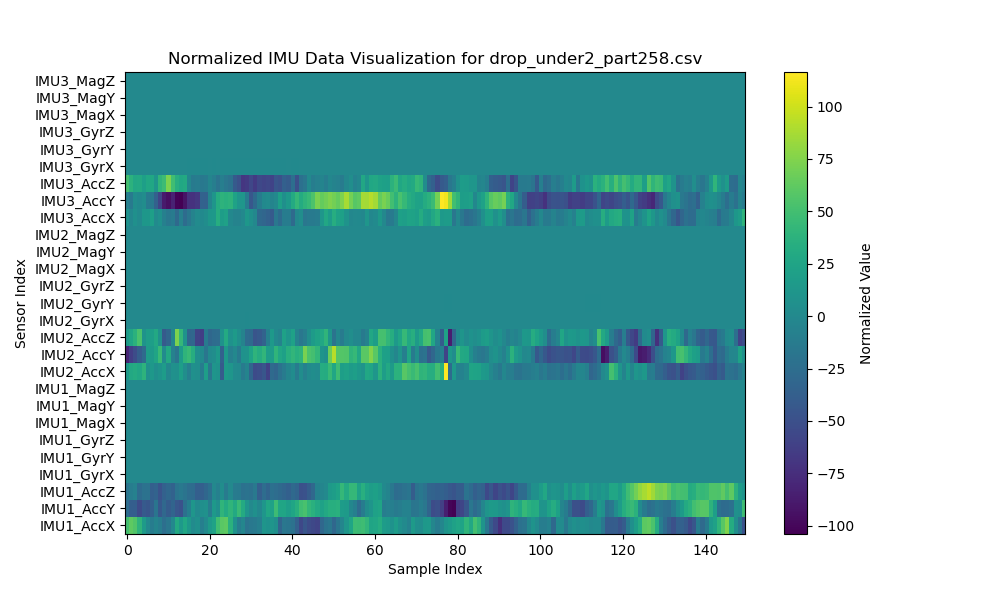 Normalized IMU Data Visualization for drop_under2_part258.csv
IMU3_MagZ
IMU3_MagY
IMU3_MagX
IMU3_GyrZ
IMU3_GyrY
IMU3_GyrX
IMU3_AccZ
IMU3_AccY
IMU3_AccX
IMU2_MagZ
IMU2_MagY
IMU2_MagX
IMU2_GyrZ
IMU2_GyrY
IMU2_GyrX
IMU2_AccZ
IMU2_AccY
IMU2_AccX
IMU1_MagZ
IMU1_MagY
IMU1_MagX
IMU1_GyrZ
IMU1_GyrY
IMU1_GyrX
IMU1_AccZ
IMU1_AccY
IMU1_AccX
Sensor Index
0 20 40 60 80 100 120 140
Sample Index
100
75
50
25
0
−25
−50
−75
−100
Normalized Value